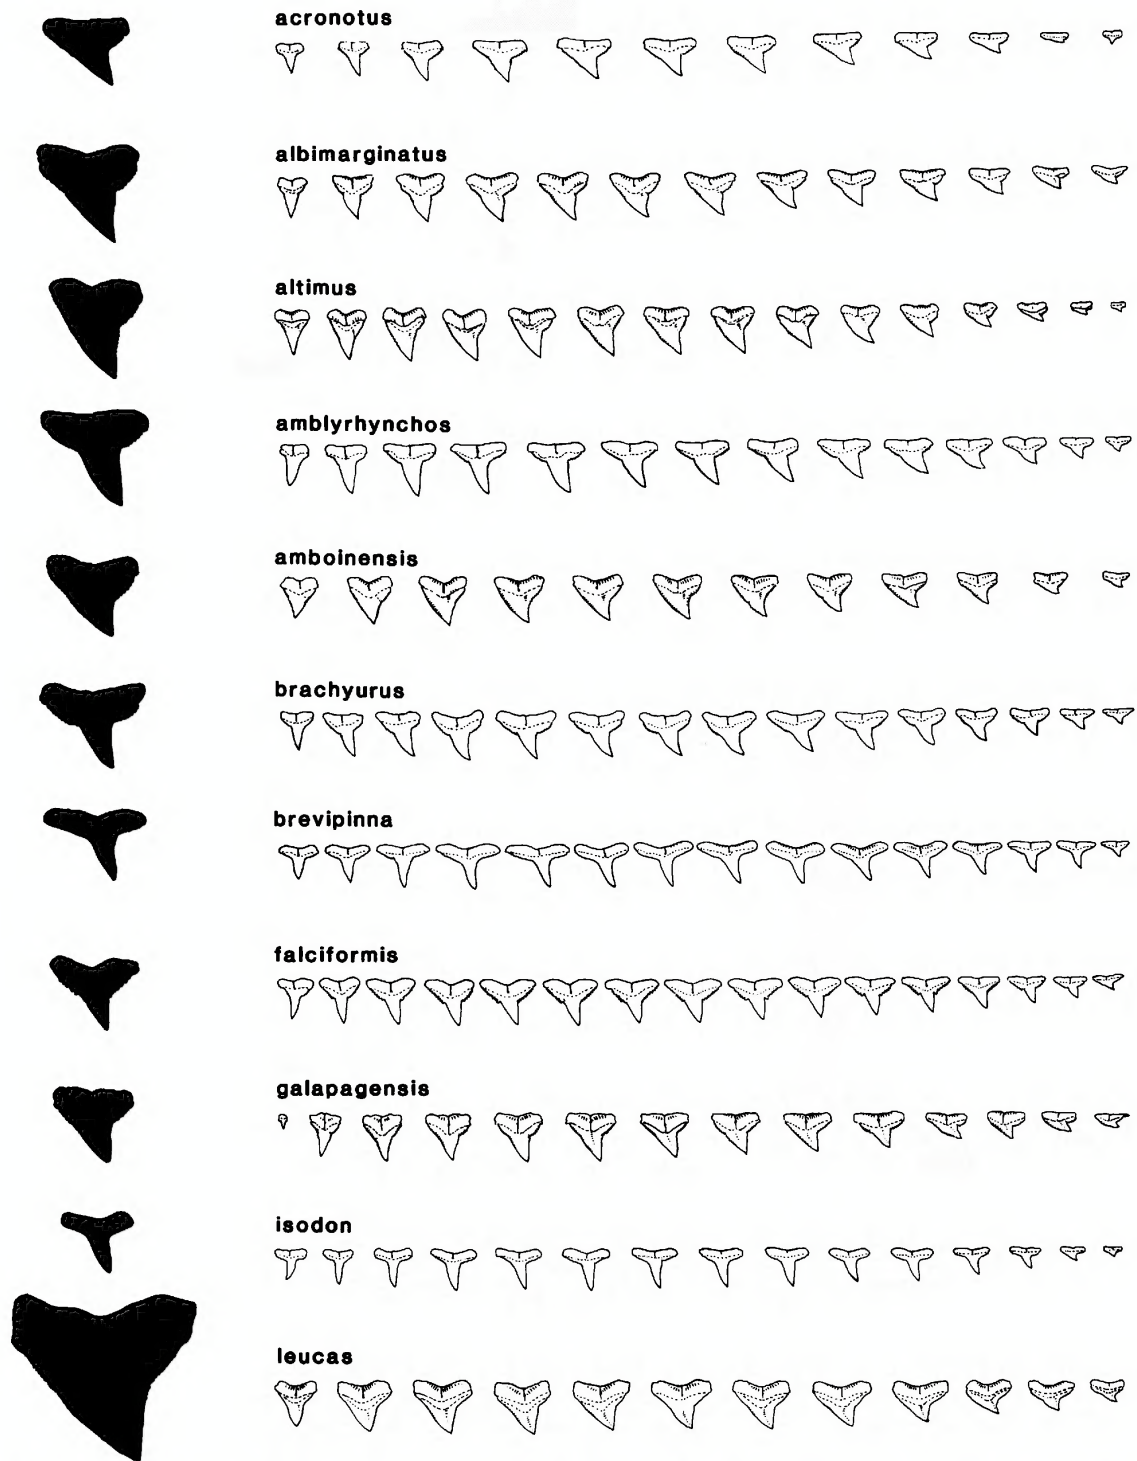 acronotus
albimarginatus
altimus
amblyrhynchos
amboinensis
brachyurus
brevipinna
falciformis
galapagensis
isodon
leucas